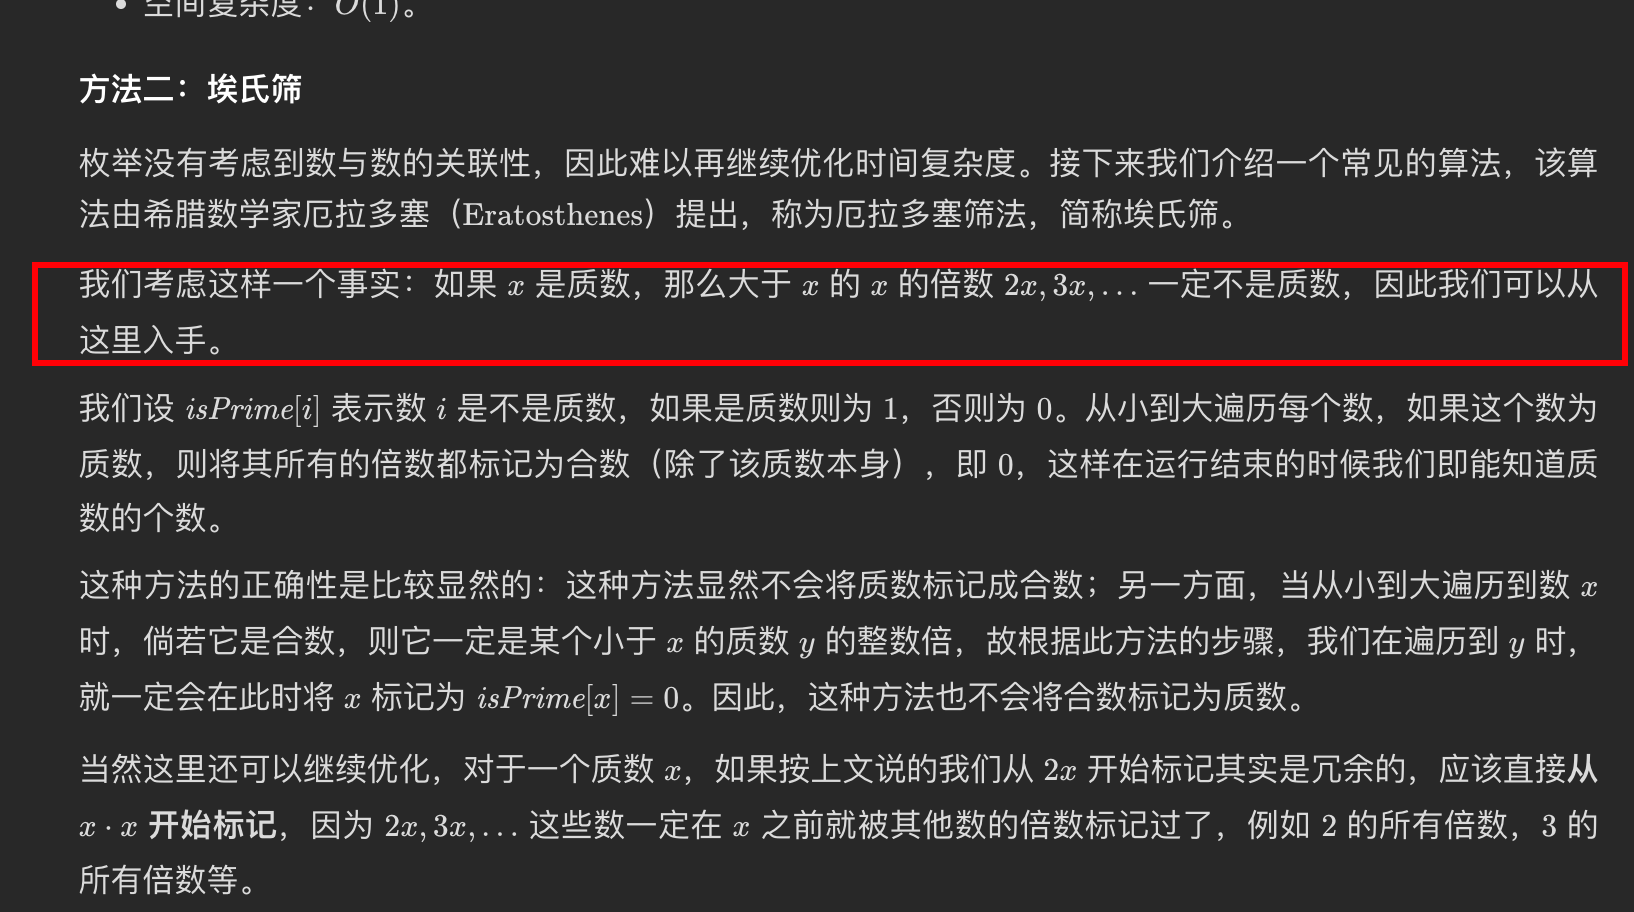 • 空间复杂度：O(1)。
方法二：埃氏筛
枚举没有考虑到数与数的关联性，因此难以再继续优化时间复杂度。接下来我们介绍一个常见的算法，该算
法由希腊数学家厄拉多塞（Eratosthenes）提出，称为厄拉多塞筛法，简称埃氏筛。
我们考虑这样一个事实：如果 x 是质数，那么大于 x 的 x 的倍数 2x, 3x, … 一定不是质数，因此我们可以从
这里入手。
我们设 isPrime[i] 表示数 i 是不是质数，如果是质数则为 1，否则为 0。从小到大遍历每个数，如果这个数为
质数，则将其所有的倍数都标记为合数（除了该质数本身），即 0，这样在运行结束的时候我们即能知道质
数的个数。
这种方法的正确性是比较显然的：这种方法显然不会将质数标记成合数；另一方面，当从小到大遍历到数 x
时，倘若它是合数，则它一定是某个小于 x 的质数 y 的整数倍，故根据此方法的步骤，我们在遍历到 y 时，
就一定会在此时将 x 标记为 isPrime[x] = 0。因此，这种方法也不会将合数标记为质数。
当然这里还可以继续优化，对于一个质数 x，如果按上文说的我们从 2x 开始标记其实是冗余的，应该直接从
x · x 开始标记，因为 2x, 3x, … 这些数一定在 x 之前就被其他数的倍数标记过了，例如 2 的所有倍数，3 的
所有倍数等。